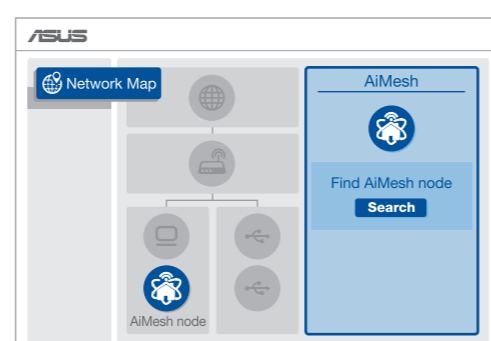 ASUS
Network Map
AiMesh
Find AiMesh node
Search
AiMesh node